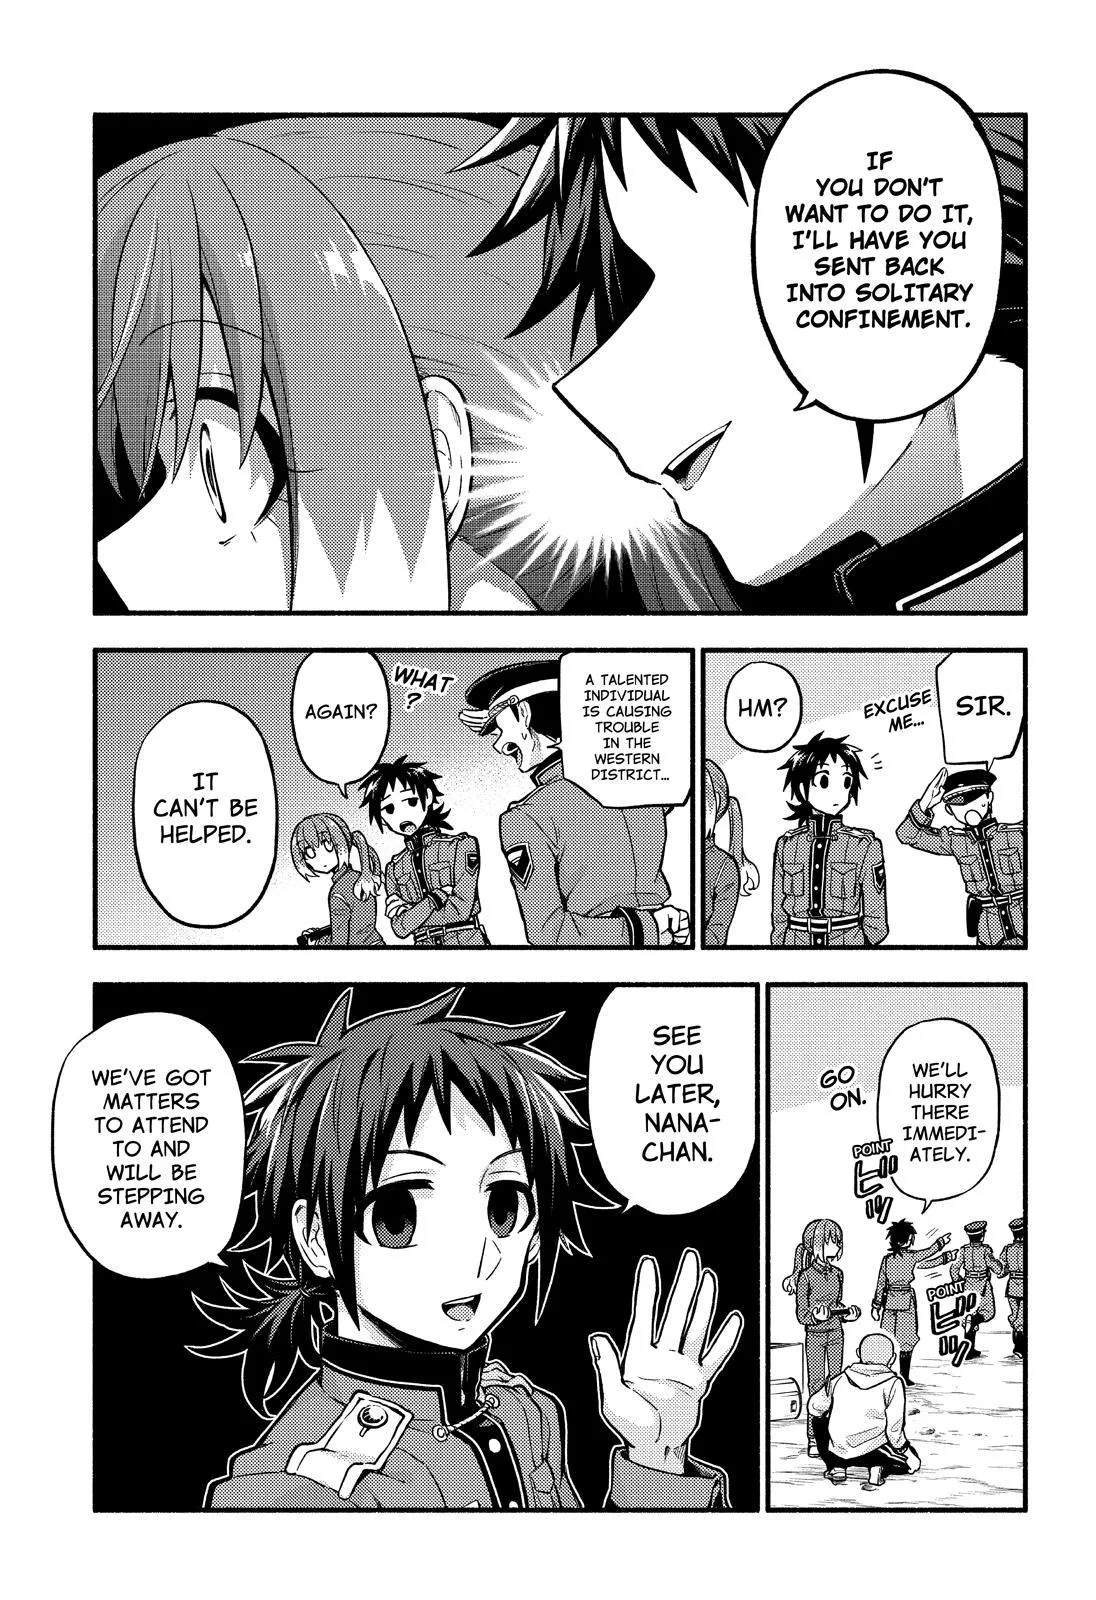 IF
YOU DON'T
WANT TO DO IT,
I'LL HAVE YOU
SENT BACK
INTO SOLITARY
CONFINEMENT.
SIR.
EXCUSE
ME...
HM?
A TALENTED
INDIVIDUAL
IS CAUSING
TROUBLE
IN THE
WESTERN
DISTRICT...
WHAT
?
AGAIN?
IT
CAN'T BE
HELPED.
WE'LL
HURRY
THERE
IMMEDI-
ATELY.
GO
ON.
POINT
ビッ
POINT
ビッ
SEE
YOU
LATER,
NANA-
CHAN.
WE'VE GOT
MATTERS
TO ATTEND
TO AND
WILL BE
STEPPING
AWAY.